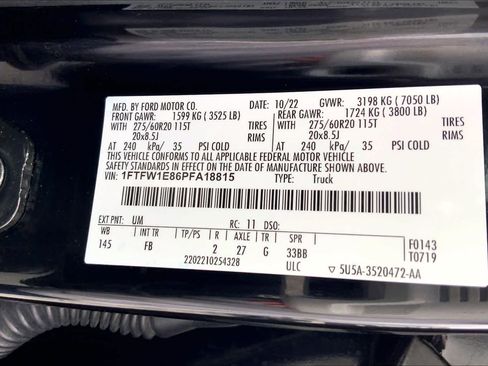 MFD. BY FORD MOTOR CO. DATE: 10/22 GVWR: 3198 KG ( 7050 LB)
FRONT GAWR: 1599 KG ( 3525 LB) REAR GAWR: 1724 KG ( 3800 LB)
WITH 275/60R20 115T TIRES WITH 275/60R20 115T TIRES
20x8.5J RIMS 20x8.5J RIMS
AT 240 kPa/ 35 PSI COLD AT 240 kPa/ 35 PSI COLD
THIS VEHICLE CONFORMS TO ALL APPLICABLE FEDERAL MOTOR VEHICLE
SAFETY STANDARDS IN EFFECT ON THE DATE OF MANUFACTURE SHOWN ABOVE.
VIN: 1FTFW1E86PFA18815 TYPE: Truck
EXT PNT: UM RC: 11 DSO:
WB INT TR TP/PS R AXLE TR SPR F0143
145 FB 2 27 G 33BB T0719
2202210254328 ULC ▽ 5U5A-3520472-AA